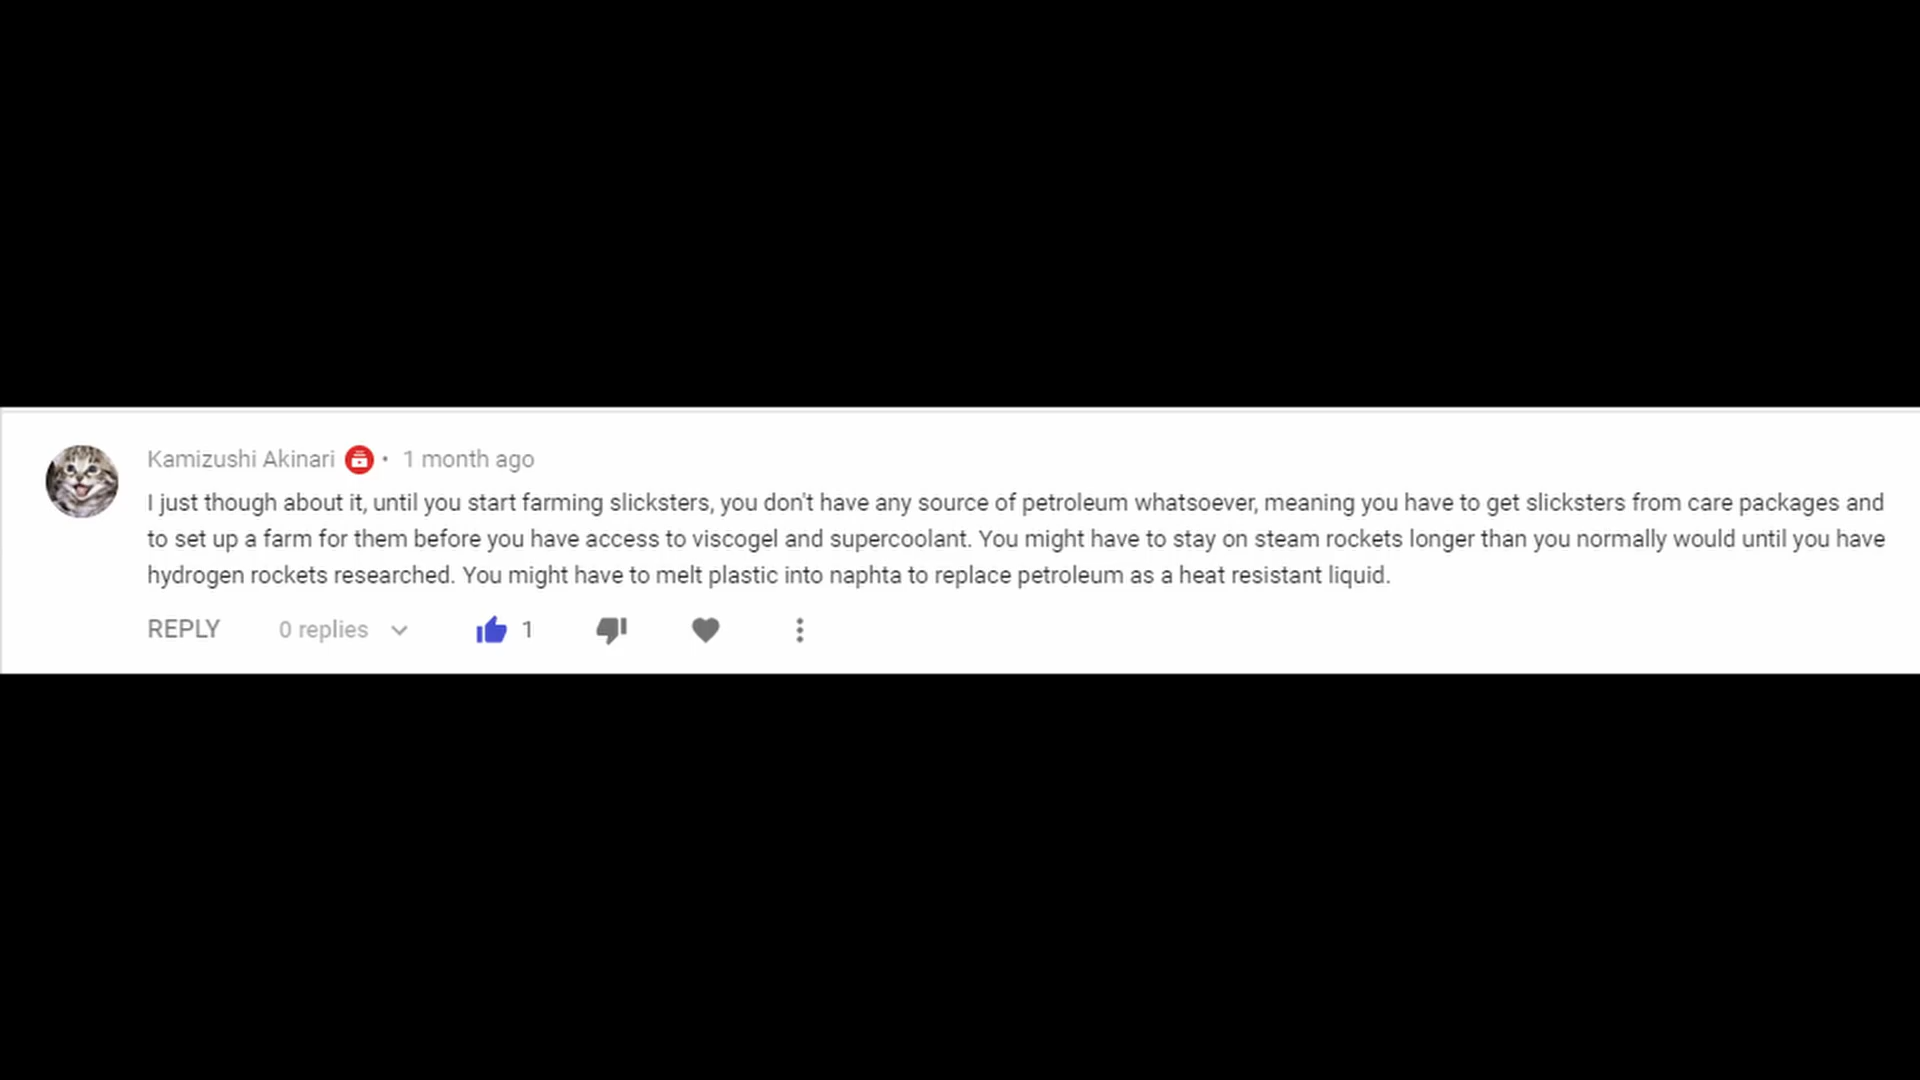 Kamizushi Akinari • 1 month ago
I just though about it, until you start farming slicksters, you don't have any source of petroleum whatsoever, meaning you have to get slicksters from care packages and
to set up a farm for them before you have access to viscogel and supercoolant. You might have to stay on steam rockets longer than you normally would until you have
hydrogen rockets researched. You might have to melt plastic into naphta to replace petroleum as a heat resistant liquid.
REPLY 0 replies 1